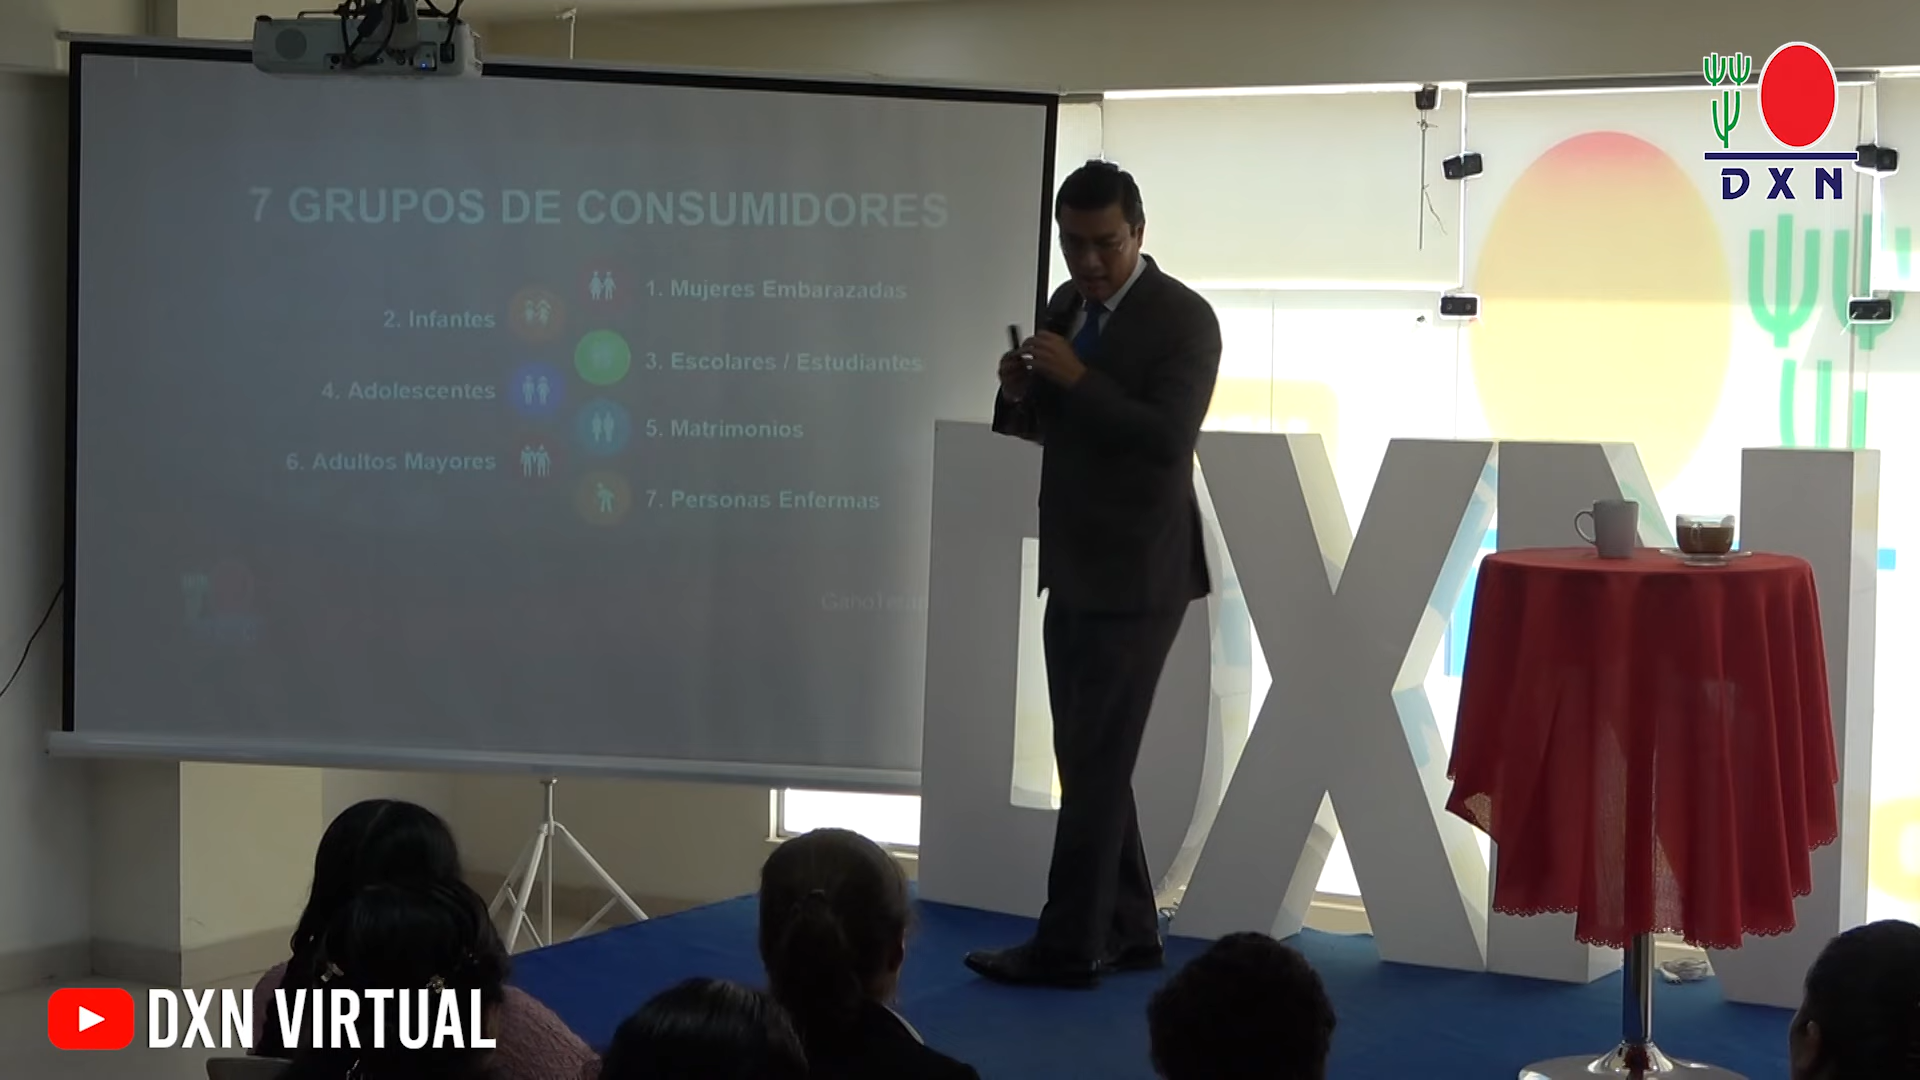 7 GRUPOS DE CONSUMIDORES
1. Mujeres Embarazadas
2. Infantes
3. Escolares / Estudiantes
4. Adolescentes
5. Matrimonios
6. Adultos Mayores
7. Personas Enfermas
DXN
DXN
DXN VIRTUAL